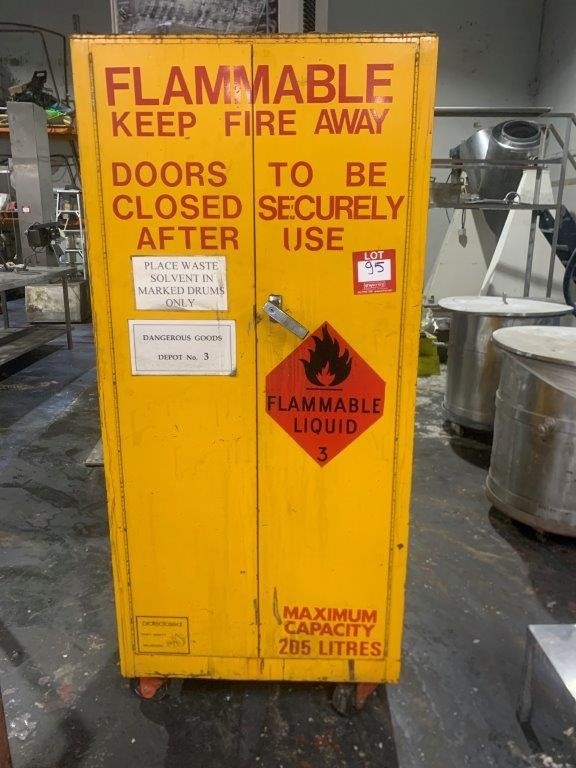 FLAMMABLE
KEEP FIRE AWAY
DOORS TO BE
CLOSED SECURELY
AFTER USE
PLACE WASTE
SOLVENT IN
MARKED DRUMS
ONLY
DANGEROUS GOODS
DEPOT No. 3
LOT
95
FLAMMABLE
LIQUID
3
MAXIMUM
CAPACITY
205 LITRES